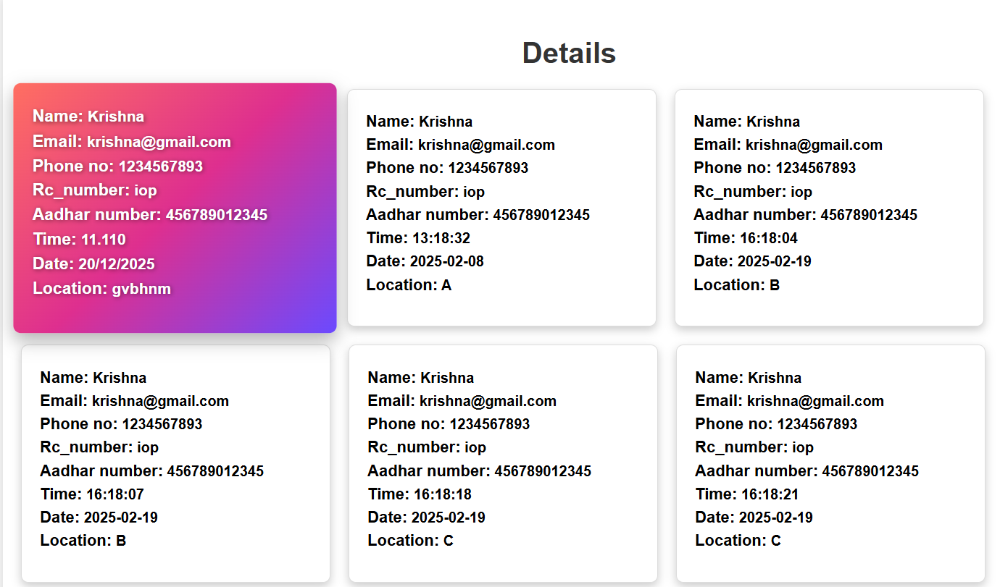 Details
Name: Krishna
Email: krishna@gmail.com
Phone no: 1234567893
Rc_number: iop
Aadhar number: 456789012345
Time: 11.110
Date: 20/12/2025
Location: gvbhnm
Name: Krishna
Email: krishna@gmail.com
Phone no: 1234567893
Rc_number: iop
Aadhar number: 456789012345
Time: 13:18:32
Date: 2025-02-08
Location: A
Name: Krishna
Email: krishna@gmail.com
Phone no: 1234567893
Rc_number: iop
Aadhar number: 456789012345
Time: 16:18:04
Date: 2025-02-19
Location: B
Name: Krishna
Email: krishna@gmail.com
Phone no: 1234567893
Rc_number: iop
Aadhar number: 456789012345
Time: 16:18:07
Date: 2025-02-19
Location: B
Name: Krishna
Email: krishna@gmail.com
Phone no: 1234567893
Rc_number: iop
Aadhar number: 456789012345
Time: 16:18:18
Date: 2025-02-19
Location: C
Name: Krishna
Email: krishna@gmail.com
Phone no: 1234567893
Rc_number: iop
Aadhar number: 456789012345
Time: 16:18:21
Date: 2025-02-19
Location: C